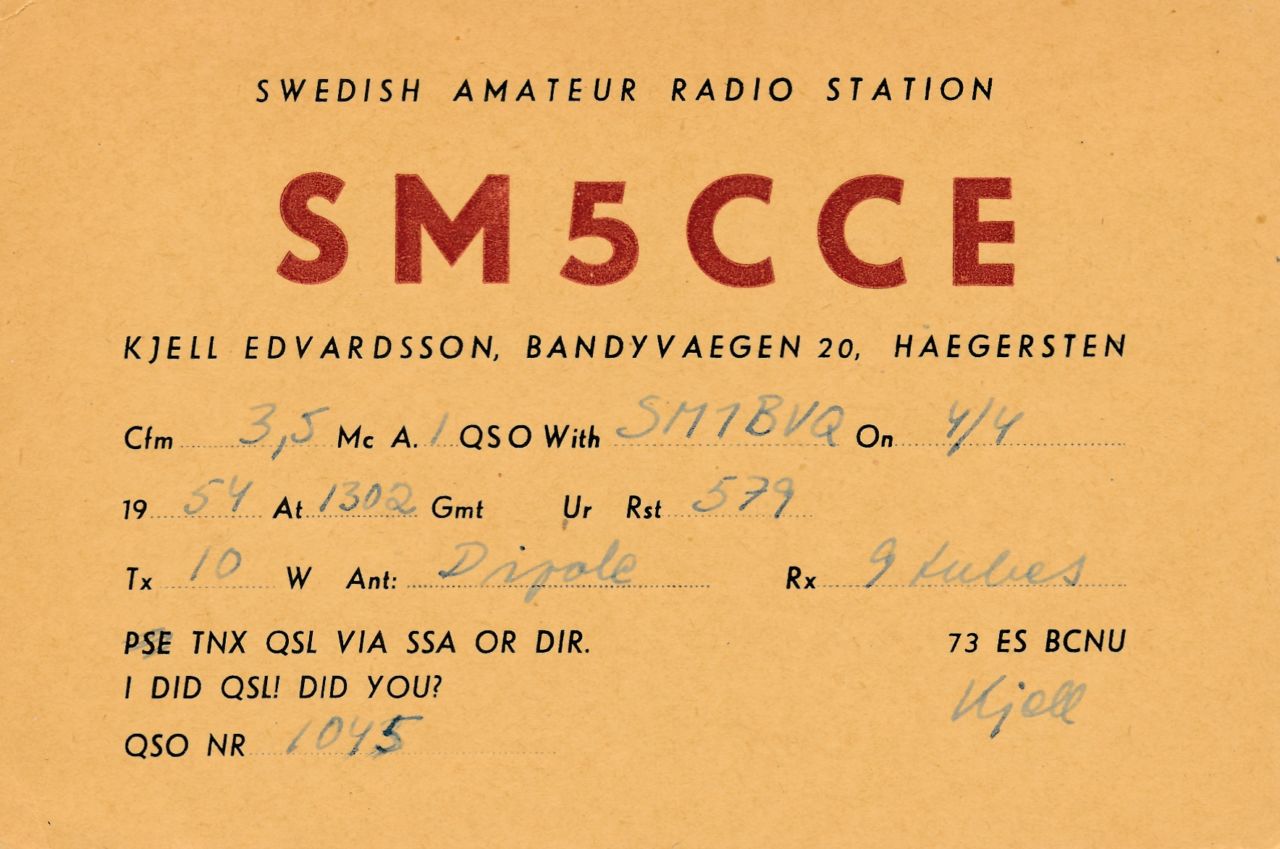 SWEDISH AMATEUR RADIO STATION
SM5CCE
KJELL EDVARDSSON, BANDYVAEGEN 20, HAEGERSTEN
Cfm 3,5 Mc A. 1 QSO With SM1BVQ On 4/4
19 54 At 1302 Gmt Ur Rst 579
Tx 10 W Ant: Dipole Rx 9 tubes
PSE TNX QSL VIA SSA OR DIR. 73 ES BCNU
I DID QSL! DID YOU? Kjell
QSO NR 1045